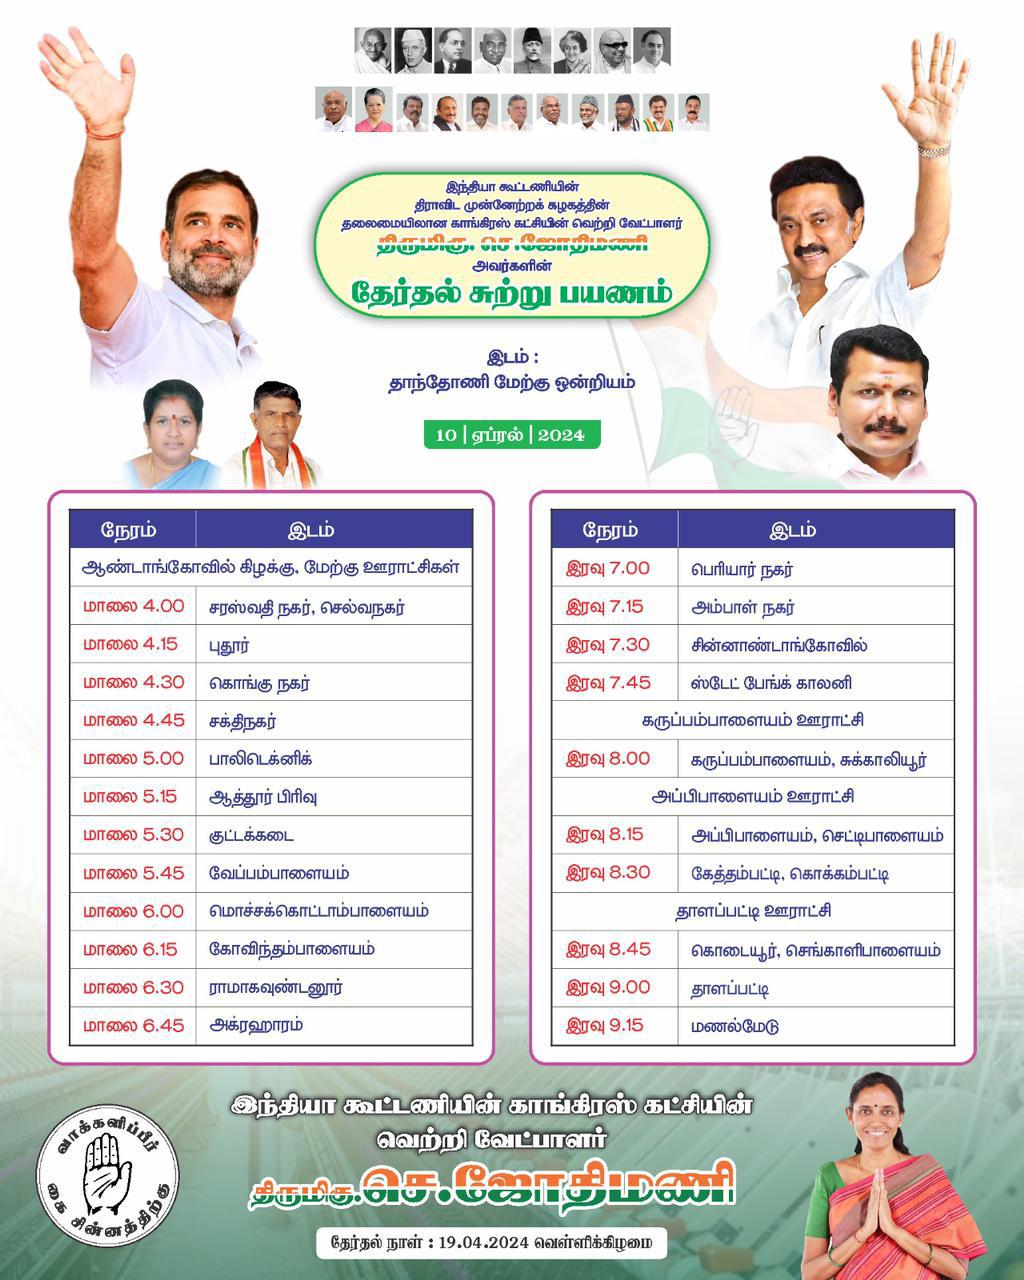 இந்தியா கூட்டணியின்
திராவிட முன்னேற்றக் கழகத்தின்
தலைமையிலான காங்கிரஸ் கட்சியின் வெற்றி வேட்பாளர்
திருமிகு. செ.ஜோதிமணி
அவர்களின்
தேர்தல் சுற்று பயணம்
இடம் :
தாந்தோணி மேற்கு ஒன்றியம்
10 | ஏப்ரல் | 2024
நேரம் இடம்
ஆண்டாங்கோவில் கிழக்கு, மேற்கு ஊராட்சிகள்
மாலை 4.00 சரஸ்வதி நகர், செல்வநகர்
மாலை 4.15 புதூர்
மாலை 4.30 கொங்கு நகர்
மாலை 4.45 சக்திநகர்
மாலை 5.00 பாலிடெக்னிக்
மாலை 5.15 ஆத்தூர் பிரிவு
மாலை 5.30 குட்டக்கடை
மாலை 5.45 வேப்பம்பாளையம்
மாலை 6.00 மொச்சக்கொட்டாம்பாளையம்
மாலை 6.15 கோவிந்தம்பாளையம்
மாலை 6.30 ராமாகவுண்டனூர்
மாலை 6.45 அக்ரஹாரம்
நேரம் இடம்
இரவு 7.00 பெரியார் நகர்
இரவு 7.15 அம்பாள் நகர்
இரவு 7.30 சின்னாண்டாங்கோவில்
இரவு 7.45 ஸ்டேட் பேங்க் காலனி
கருப்பம்பாளையம் ஊராட்சி
இரவு 8.00 கருப்பம்பாளையம், சுக்காலியூர்
அப்பிபாளையம் ஊராட்சி
இரவு 8.15 அப்பிபாளையம், செட்டிபாளையம்
இரவு 8.30 கேத்தம்பட்டி, கொக்கம்பட்டி
தாளப்பட்டி ஊராட்சி
இரவு 8.45 கொடையூர், செங்காளிபாளையம்
இரவு 9.00 தாளப்பட்டி
இரவு 9.15 மணல்மேடு
இந்தியா கூட்டணியின் காங்கிரஸ் கட்சியின்
வெற்றி வேட்பாளர்
திருமிகு.செ.ஜோதிமணி
தேர்தல் நாள் : 19.04.2024 வெள்ளிக்கிழமை
வாக்களிப்பீர்
கை சின்னத்திற்கு